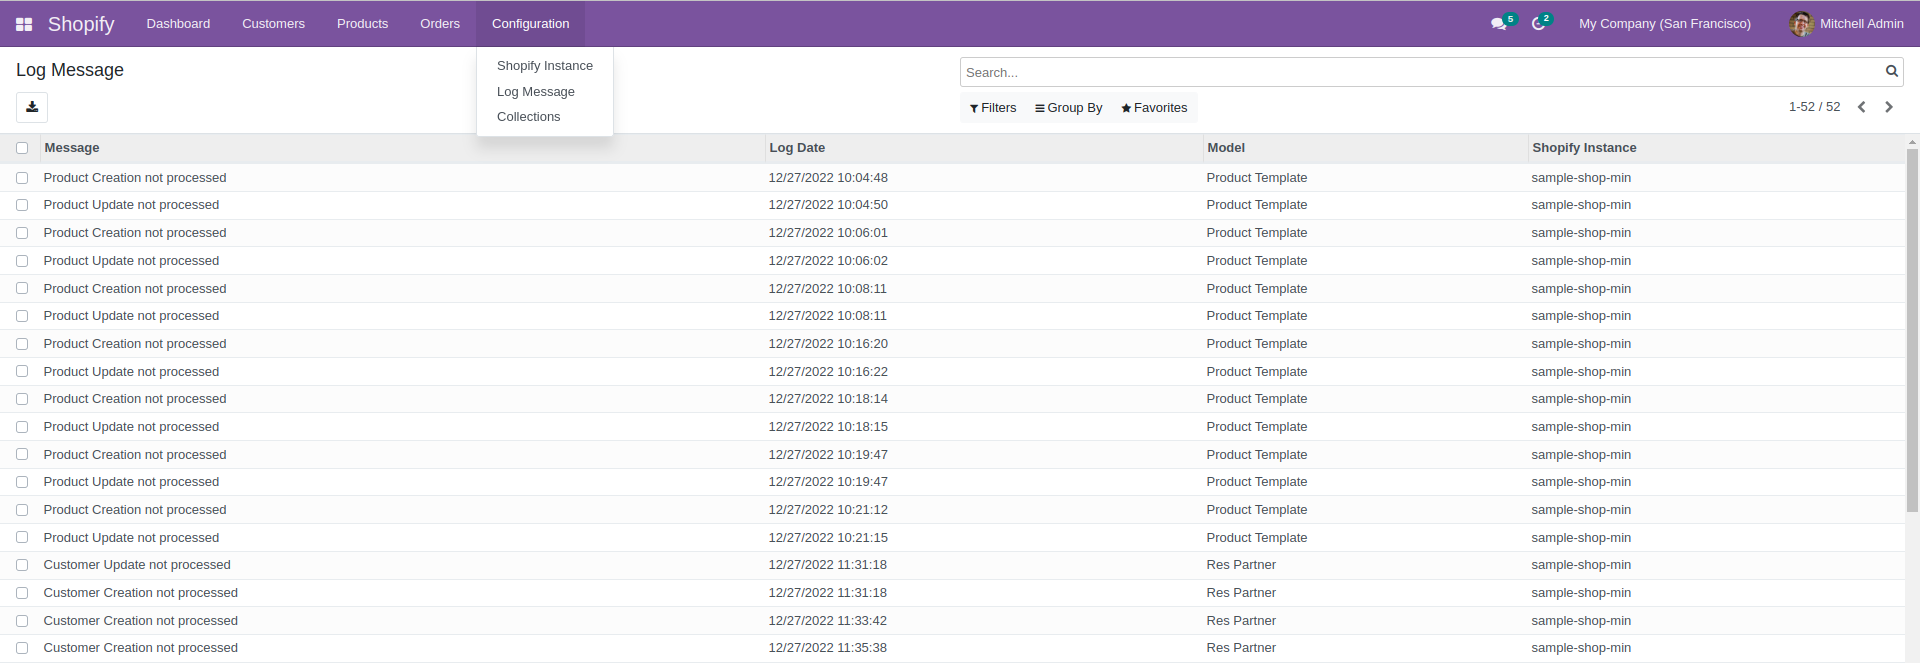 Shopify Dashboard Customers Products Orders Configuration 5 2 My Company (San Francisco) Mitchell Admin
Log Message
Search...
Shopify Instance
Log Message
Collections
Filters Group By Favorites 1-52 / 52
Message Log Date Model Shopify Instance
Product Creation not processed 12/27/2022 10:04:48 Product Template sample-shop-min
Product Update not processed 12/27/2022 10:04:50 Product Template sample-shop-min
Product Creation not processed 12/27/2022 10:06:01 Product Template sample-shop-min
Product Update not processed 12/27/2022 10:06:02 Product Template sample-shop-min
Product Creation not processed 12/27/2022 10:08:11 Product Template sample-shop-min
Product Update not processed 12/27/2022 10:08:11 Product Template sample-shop-min
Product Creation not processed 12/27/2022 10:16:20 Product Template sample-shop-min
Product Update not processed 12/27/2022 10:16:22 Product Template sample-shop-min
Product Creation not processed 12/27/2022 10:18:14 Product Template sample-shop-min
Product Update not processed 12/27/2022 10:18:15 Product Template sample-shop-min
Product Creation not processed 12/27/2022 10:19:47 Product Template sample-shop-min
Product Update not processed 12/27/2022 10:19:47 Product Template sample-shop-min
Product Creation not processed 12/27/2022 10:21:12 Product Template sample-shop-min
Product Update not processed 12/27/2022 10:21:15 Product Template sample-shop-min
Customer Update not processed 12/27/2022 11:31:18 Res Partner sample-shop-min
Customer Creation not processed 12/27/2022 11:31:18 Res Partner sample-shop-min
Customer Creation not processed 12/27/2022 11:33:42 Res Partner sample-shop-min
Customer Creation not processed 12/27/2022 11:35:38 Res Partner sample-shop-min